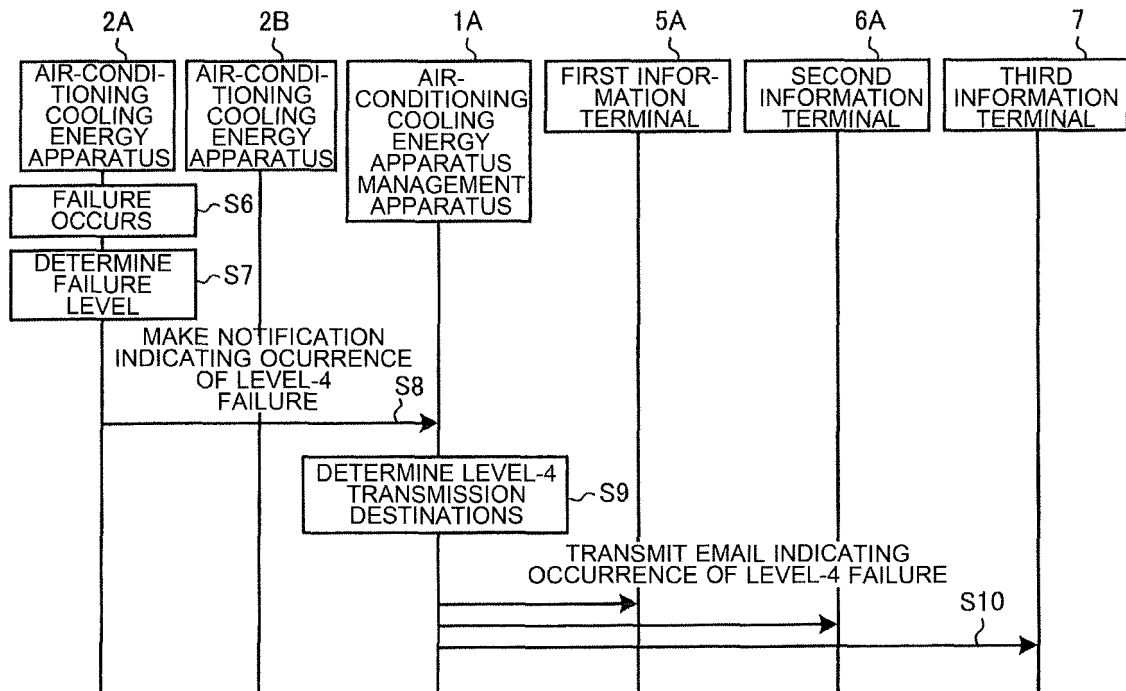 2A
2B
1A
5A
6A
7
AIR-CONDI-
TIONING
COOLING
ENERGY
APPARATUS
AIR-CONDI-
TIONING
COOLING
ENERGY
APPARATUS
AIR-
CONDITIONING
COOLING
ENERGY
APPARATUS
MANAGEMENT
APPARATUS
FIRST INFOR-
MATION
TERMINAL
SECOND
INFORMATION
TERMINAL
THIRD
INFORMATION
TERMINAL
FAILURE
OCCURS
S6
DETERMINE
FAILURE
LEVEL
S7
MAKE NOTIFICATION
INDICATING OCURRENCE
OF LEVEL-4
FAILURE
S8
DETERMINE LEVEL-4
TRANSMISSION
DESTINATIONS
S9
TRANSMIT EMAIL INDICATING
OCCURRENCE OF LEVEL-4 FAILURE
S10